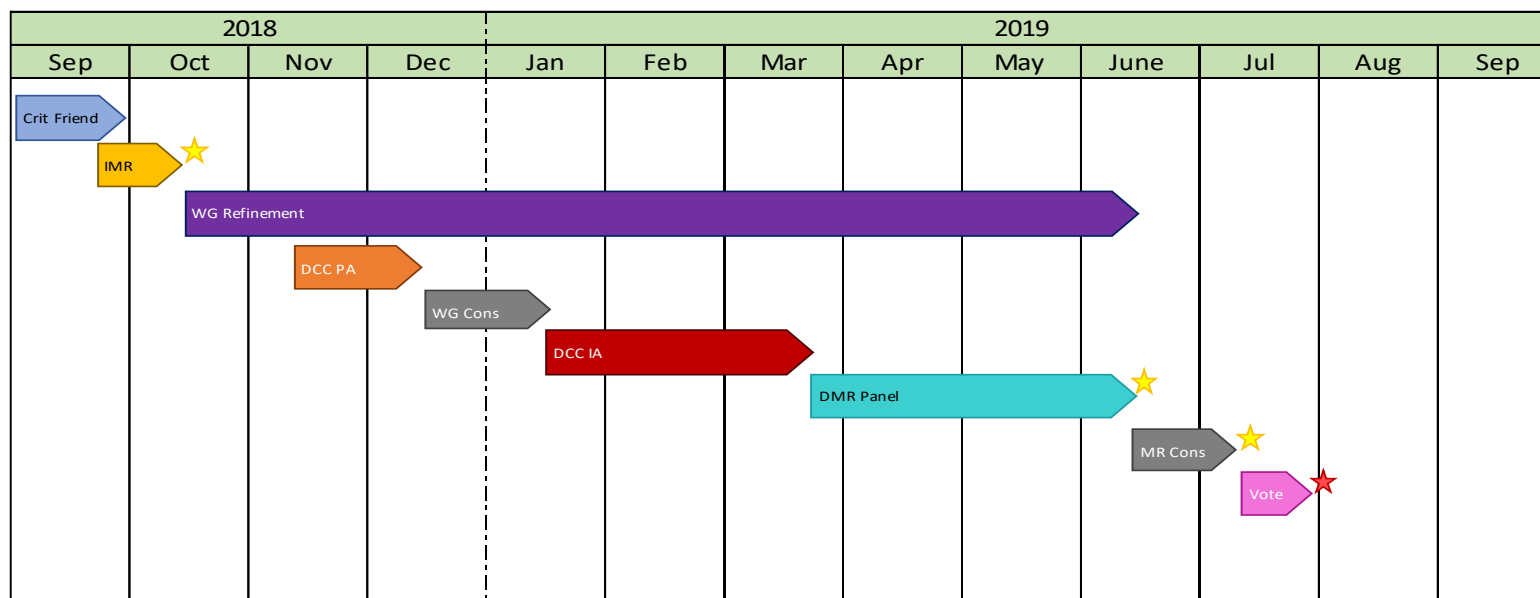 2018 2019
Sep Oct Nov Dec Jan Feb Mar Apr May June Jul Aug Sep
Crit Friend
IMR
WG Refinement
DCC PA
WG Cons
DCC IA
DMR Panel
MR Cons
Vote